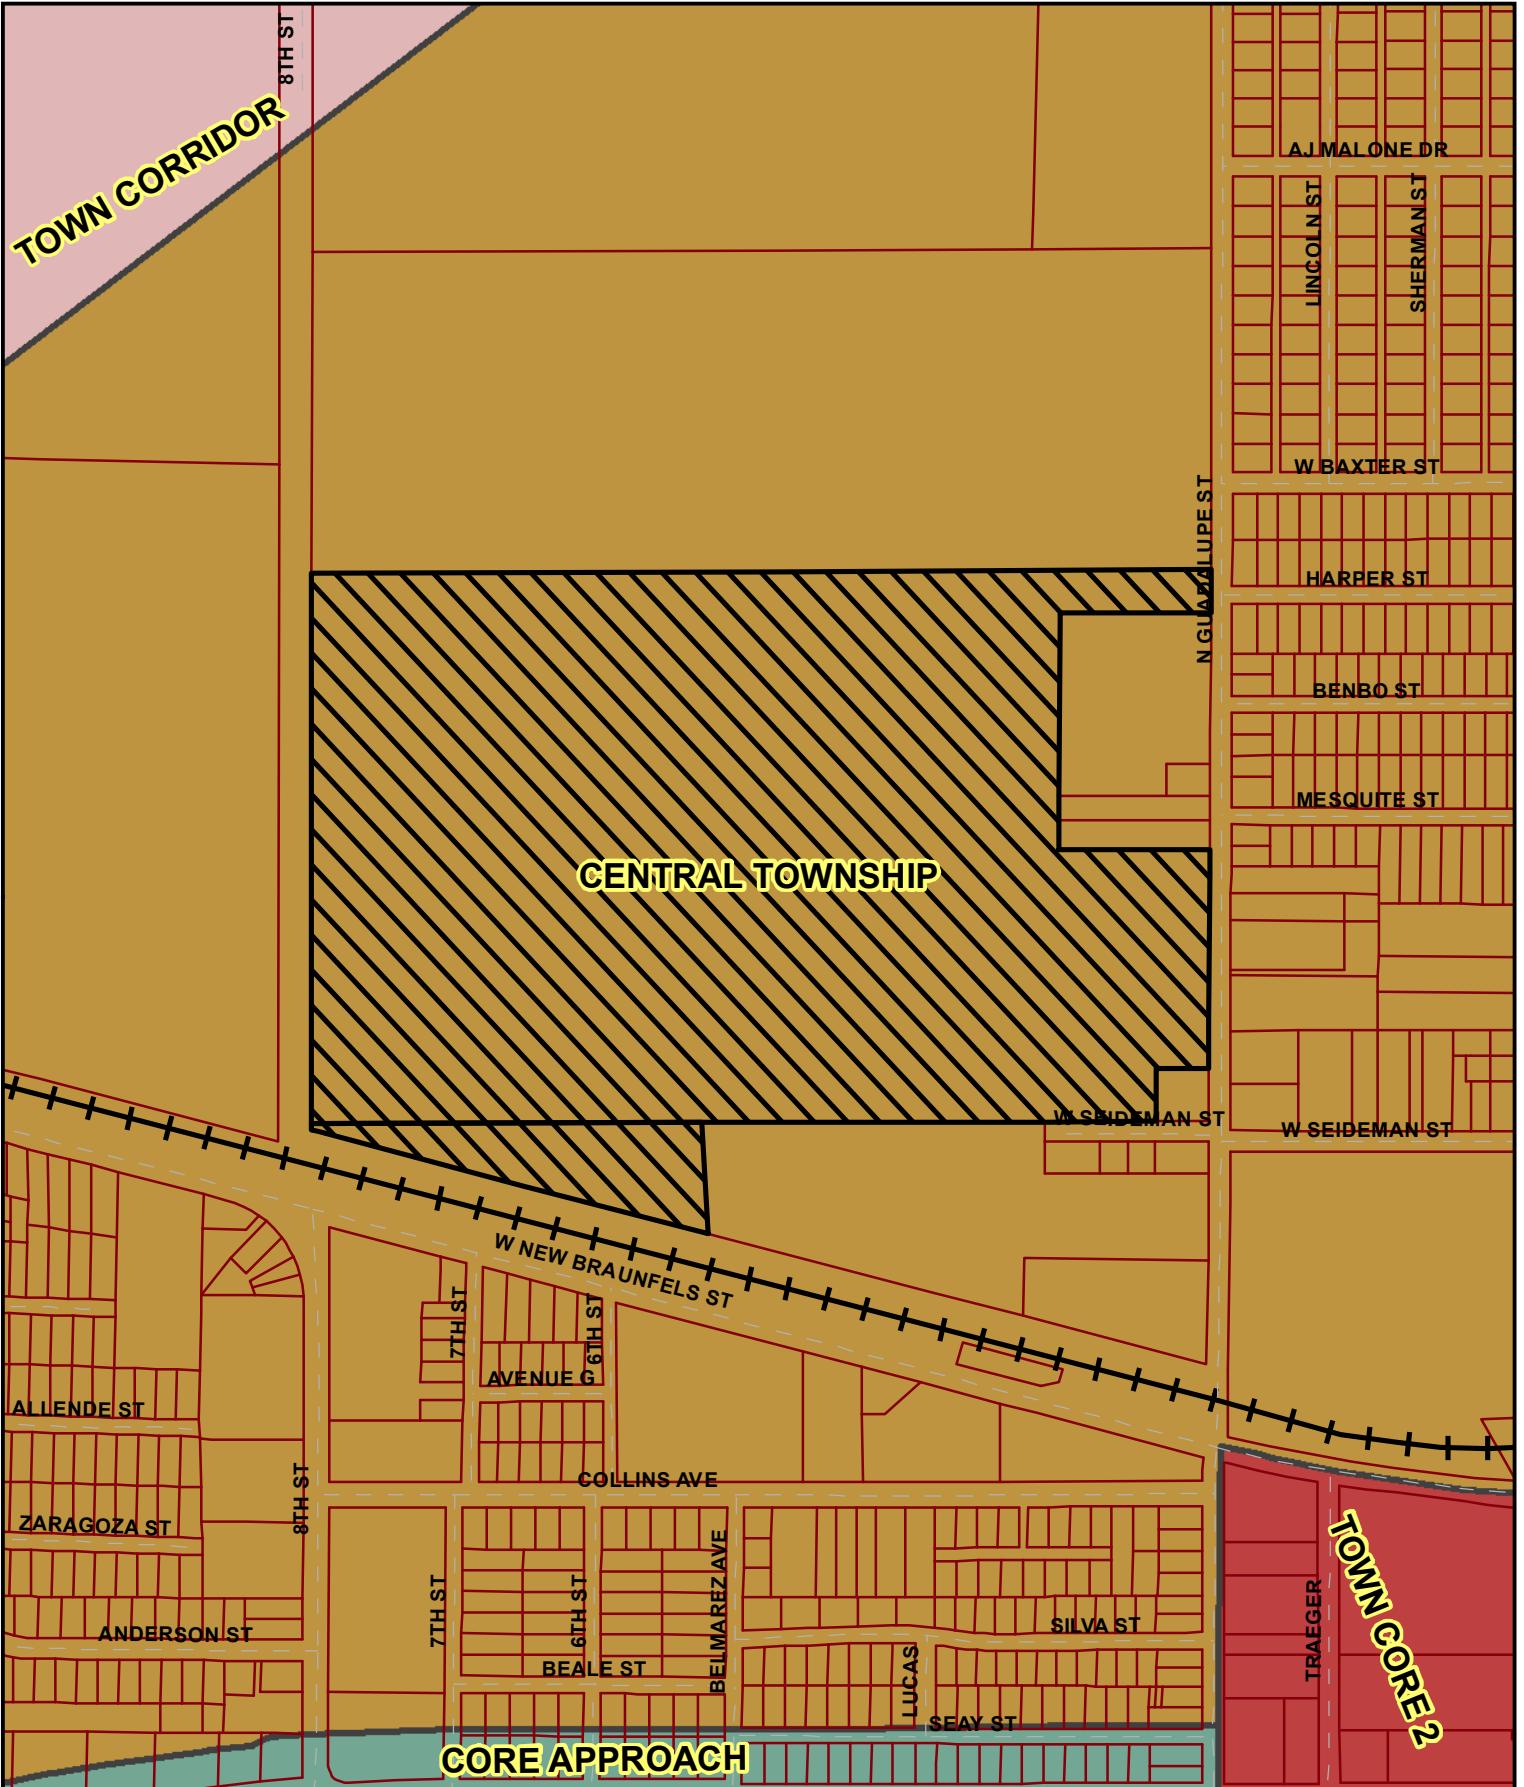 8TH ST
TOWN CORRIDOR
AJ MALONE DR
LINCOLN ST
SHERMAN ST
W BAXTER ST
N GUADALUPE ST
HARPER ST
BENBO ST
MESQUITE ST
CENTRAL TOWNSHIP
W SEIDEMAN ST
W SEIDEMAN ST
W NEW BRAUNFELS ST
7TH ST
6TH ST
AVENUE G
ALLENDE ST
COLLINS AVE
8TH ST
ZARAGOZA ST
TOWN CORE 2
7TH ST
6TH ST
BELMAREZ AVE
TRAEGER
SILVA ST
ANDERSON ST
BEALE ST
LUCAS
SEAY ST
CORE APPROACH